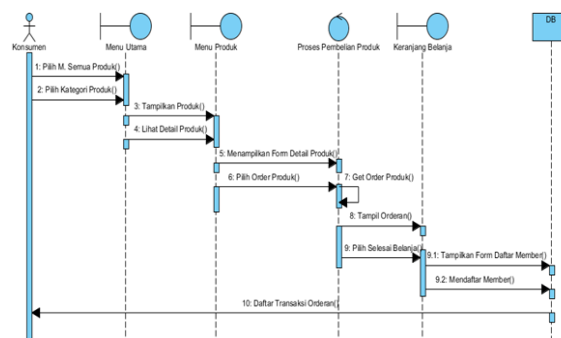 Konsumen
Menu Utama
Menu Produk
Proses Pembelian Produk
Keranjang Belanja
DB
1: Pilih M. Semua Produk()
2: Pilih Kategori Produk()
3: Tampilkan Produk()
4: Lihat Detail Produk()
5: Menampilkan Form Detail Produk()
6: Pilih Order Produk()
7: Get Order Produk()
8: Tampil Orderan()
9: Pilih Selesai Belanja()
9.1: Tampilkan Form Daftar Member()
9.2: Mendaftar Member()
10: Daftar Transaksi Orderan()